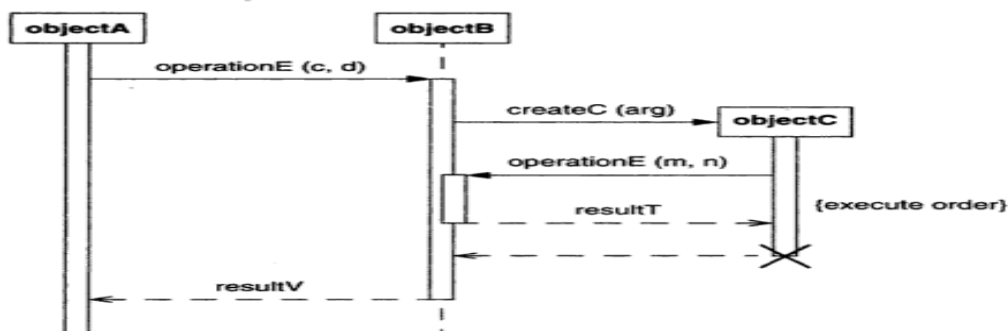 objectA
objectB
operationE (c, d)
createC (arg)
objectC
operationE (m, n)
resultT
{execute order}
resultV